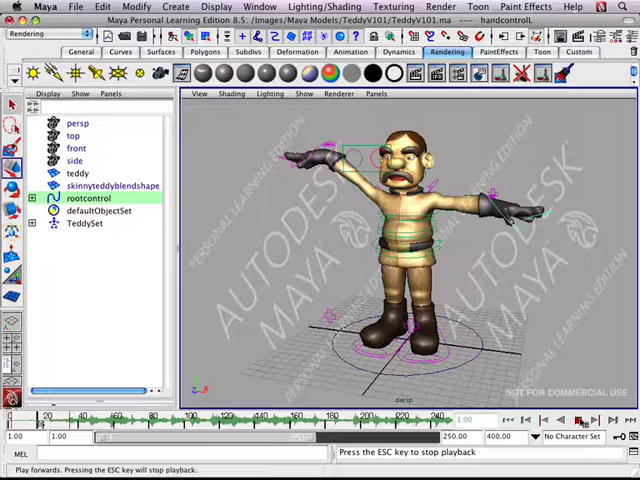 Maya File Edit Modify Create Display Window Lighting/Shading Texturing Render Toon Paint Effects Help
Maya Personal Learning Edition 8.5: /Images/Maya Models/TeddyV101/TeddyV101.ma --- handcontrolL
Rendering
General Curves Surfaces Polygons Subdivs Deformation Animation Dynamics Rendering PaintEffects Toon Custom
Display Show Panels
View Shading Lighting Show Renderer Panels
persp
top
front
side
teddy
skinnyteddyblendshape
rootcontrol
defaultObjectSet
TeddySet
PERSONAL LEARNING EDITION
AUTODESK
MAYA
PERSONAL LEARNING EDITION
AUTODESK
MAYA
NOT FOR COMMERCIAL USE
persp
20 40 60 80 100 120 140 160 180 200 220 240
1.00
1.00 1.00 250.00 400.00 No Character Set
MEL Press the ESC key to stop playback
Play forwards. Pressing the ESC key will stop playback.